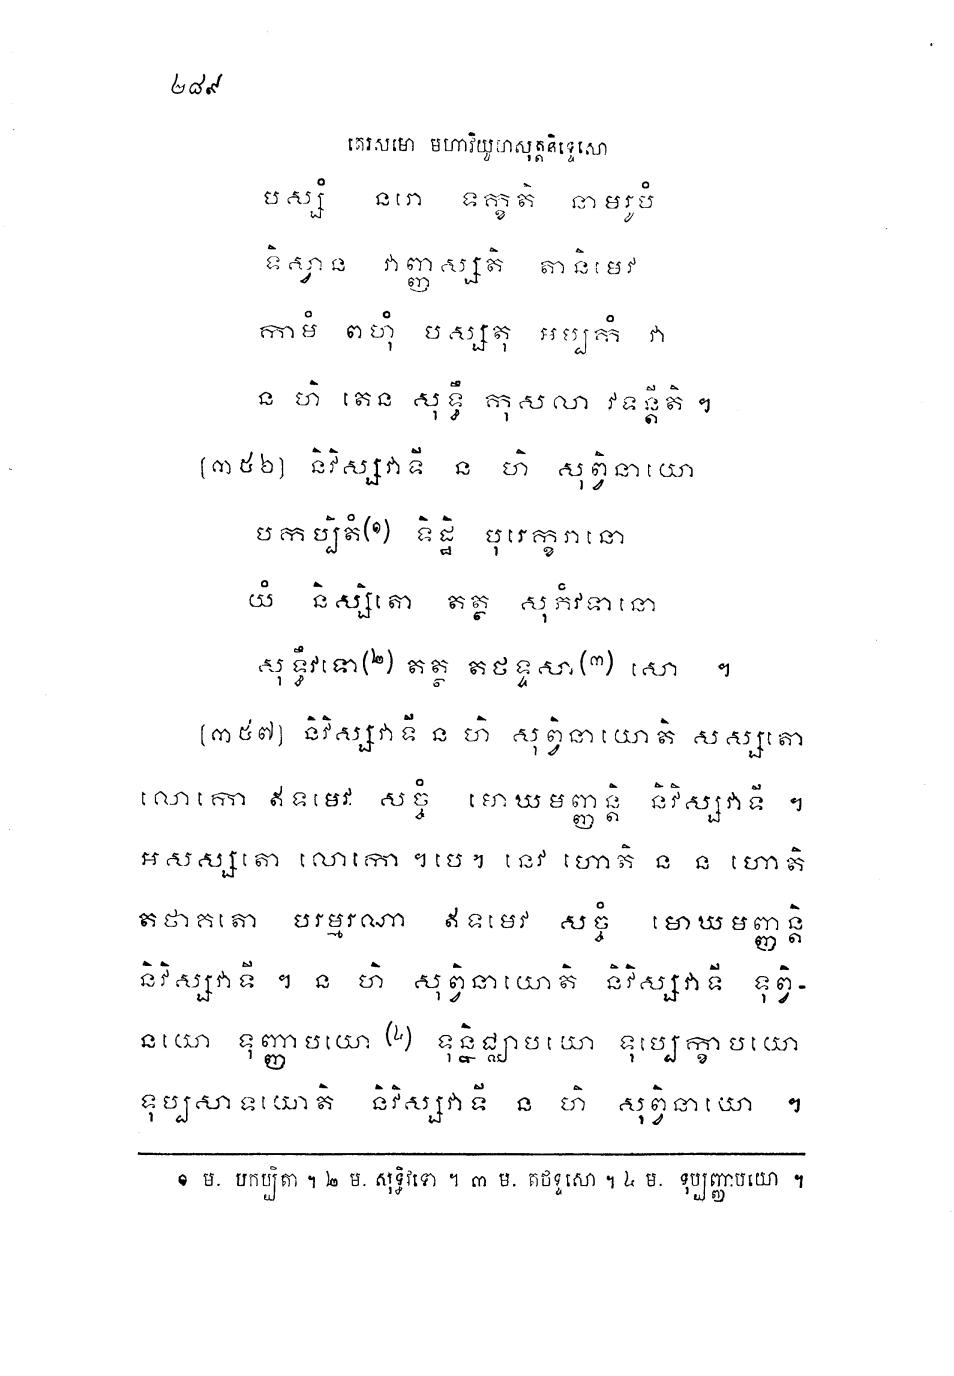 ២៨៩
តេរសមោ មហាវិយូហសុត្តនិទ្ទេសោ
បស្សំ នរោ ទក្ខតិ នាមរូបំ
ទិស្វាន វាញ្ញាស្សតិ តានិមេវ
កាមំ ពហុំ បស្សតុ អប្បកំ វា
ន ហិ តេន សុទ្ធឹ កុសលា វទន្តីតិ ។
[៣៥៦] និវិស្សវាទី ន ហិ សុព្វិនាយោ
បកប្បិតំ(១) ទិដ្ឋិ បុរេក្ខរានោ
យំ និស្សិតោ តត្ថ សុភំវទានោ
សុទ្ធឹវទោ(២) តត្ថ តថទ្ទសា(៣) សោ ។
[៣៥៧] និវិស្សវាទី ន ហិ សុព្វិនាយោតិ សស្សតោ
លោកោ ឥទមេវ សច្ចំ មោឃមញ្ញន្តិ និវិស្សវាទី ។
អសស្សតោ លោកោ ។បេ។ នេវ ហោតិ ន ន ហោតិ
តថាគតោ បរម្មរណា ឥទមេវ សច្ចំ មោឃមញ្ញន្តិ
និវិស្សវាទី ។ ន ហិ សុព្វិនាយោតិ និវិស្សវាទី ទុព្វិ-
នយោ ទុញ្ញាបយោ(៤) ទុន្និជ្ឈាបយោ ទុប្បេក្ខាបយោ
ទុប្បសាទយោតិ និវិស្សវាទី ន ហិ សុព្វិនាយោ ។
១ ម. បកប្បិតា ។ ២ ម. សុទ្ធិវទោ ។ ៣ ម. តថទ្ទសោ ។ ៤ ម. ទុប្បញ្ញាបយោ ។